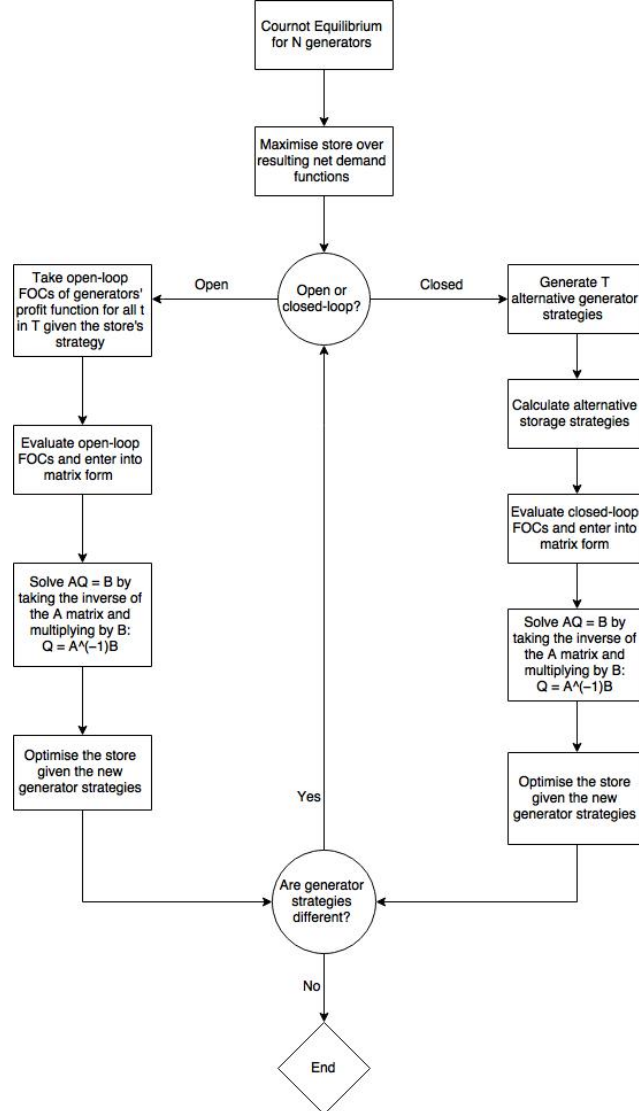 Cournot Equilibrium
for N generators
Maximise store over
resulting net demand
functions
Open or
closed-loop?
Open
Closed
Take open-loop
FOCs of generators'
profit function for all t
in T given the store's
strategy
Evaluate open-loop
FOCs and enter into
matrix form
Solve AQ = B by
taking the inverse of
the A matrix and
multiplying by B:
Q = A^(−1)B
Optimise the store
given the new
generator strategies
Generate T
alternative generator
strategies
Calculate alternative
storage strategies
Evaluate closed-loop
FOCs and enter into
matrix form
Solve AQ = B by
taking the inverse of
the A matrix and
multiplying by B:
Q = A^(−1)B
Optimise the store
given the new
generator strategies
Yes
Are generator
strategies
different?
No
End